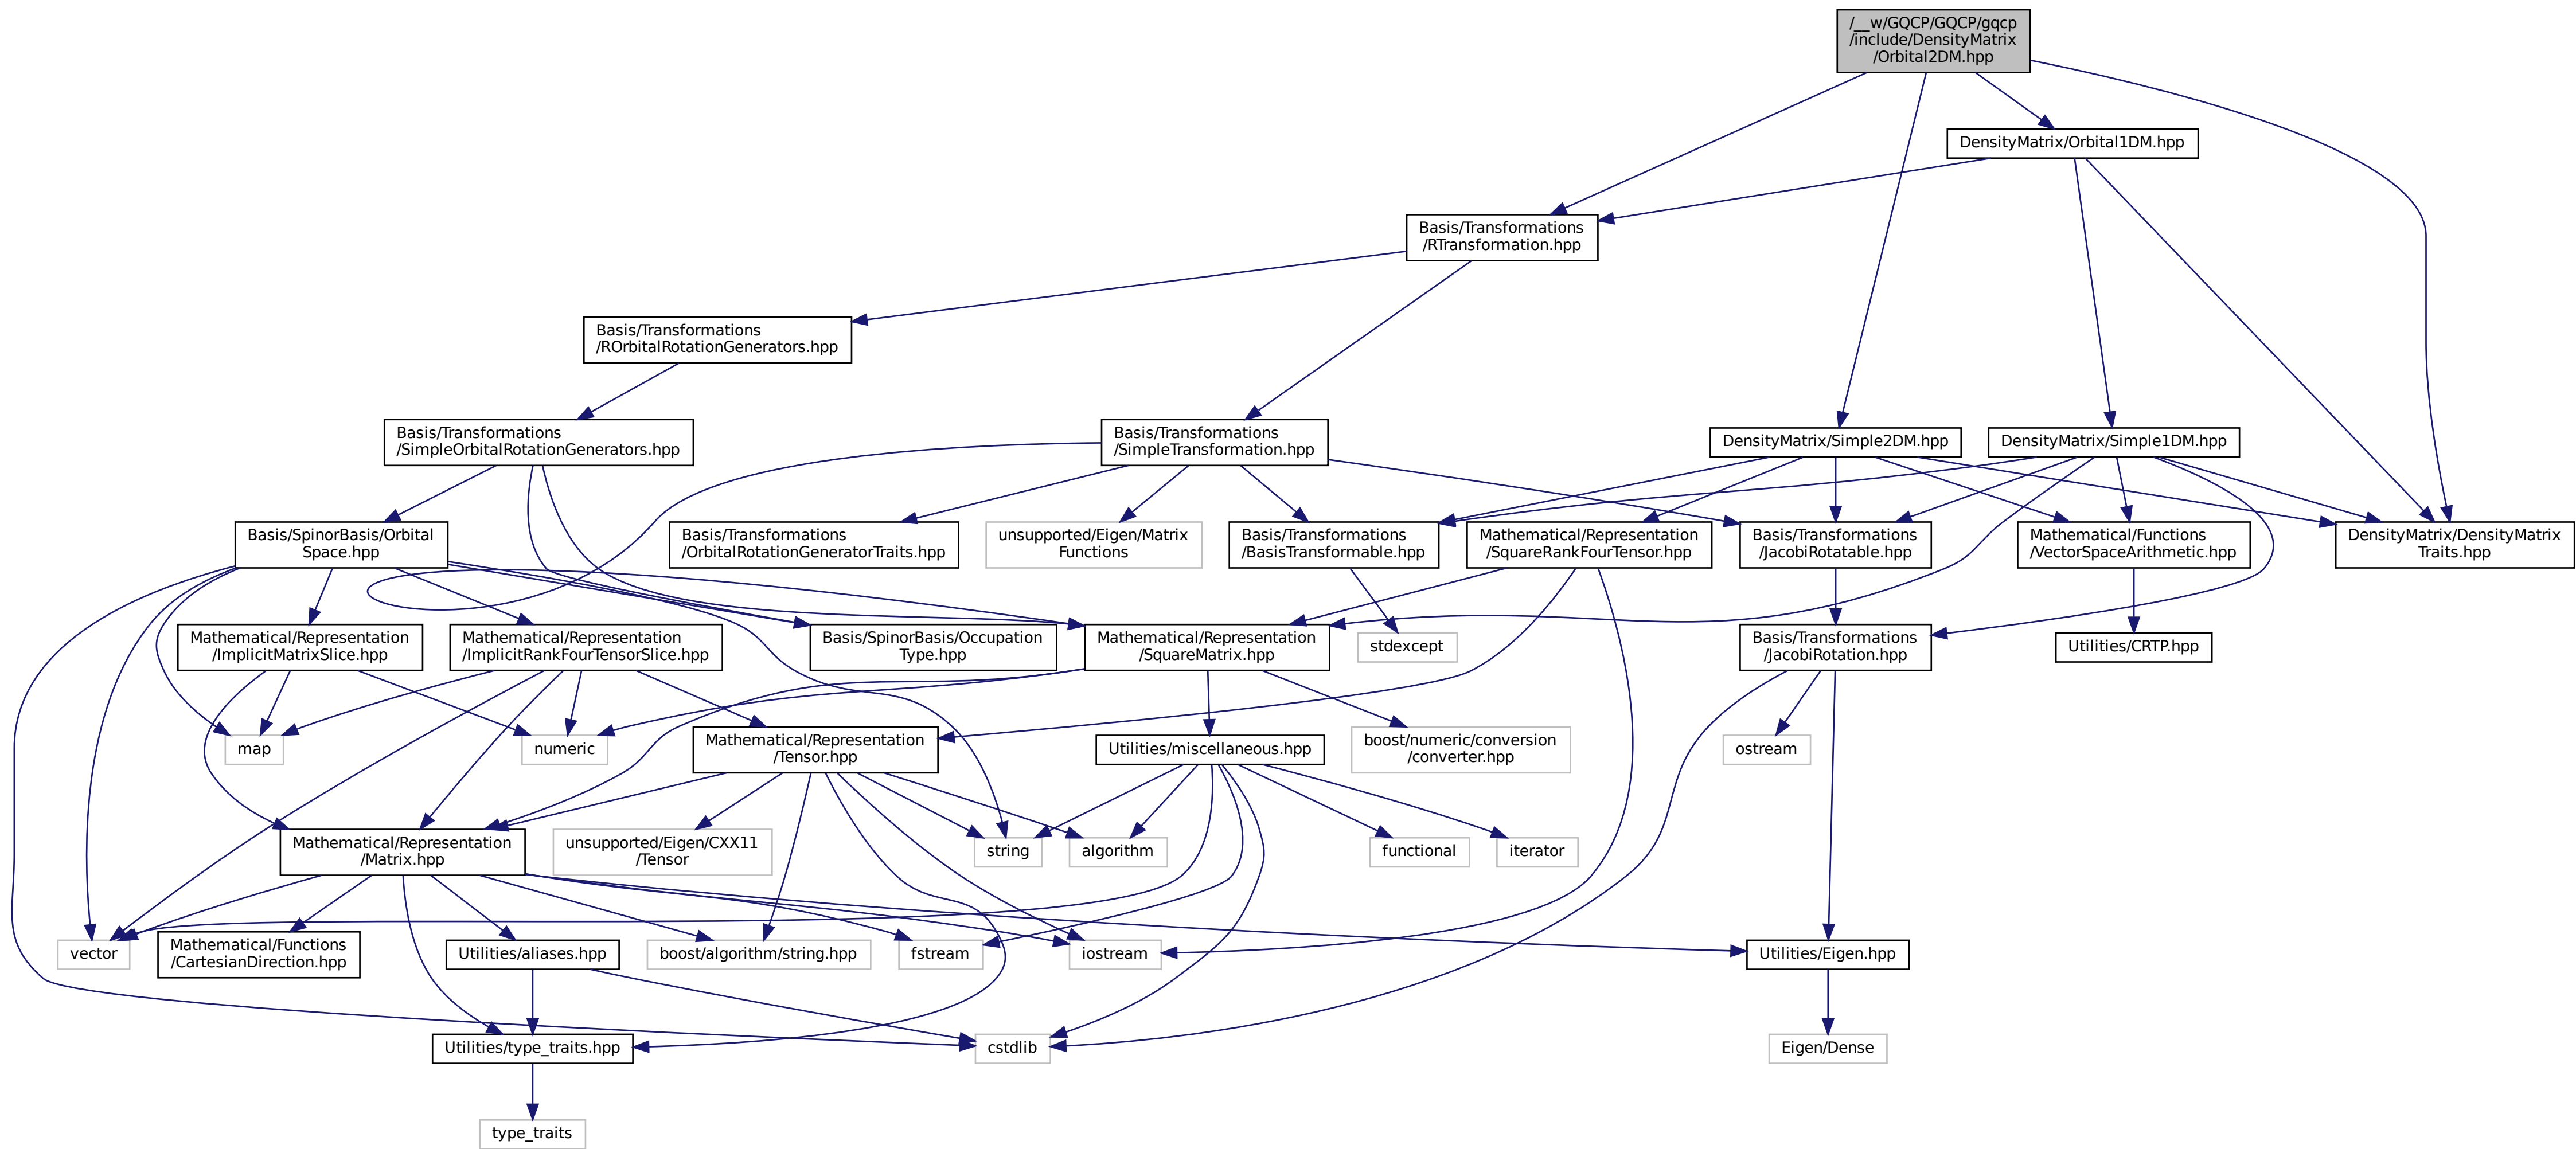 /__w/GQCP/GQCP/gqcp
/include/DensityMatrix
/Orbital2DM.hpp
DensityMatrix/Orbital1DM.hpp
Basis/Transformations
/RTransformation.hpp
Basis/Transformations
/ROrbitalRotationGenerators.hpp
Basis/Transformations
/SimpleOrbitalRotationGenerators.hpp
Basis/Transformations
/SimpleTransformation.hpp
DensityMatrix/Simple2DM.hpp
DensityMatrix/Simple1DM.hpp
Basis/SpinorBasis/Orbital
Space.hpp
Basis/Transformations
/OrbitalRotationGeneratorTraits.hpp
unsupported/Eigen/Matrix
Functions
Basis/Transformations
/BasisTransformable.hpp
Mathematical/Representation
/SquareRankFourTensor.hpp
Basis/Transformations
/JacobiRotatable.hpp
Mathematical/Functions
/VectorSpaceArithmetic.hpp
DensityMatrix/DensityMatrix
Traits.hpp
Mathematical/Representation
/ImplicitMatrixSlice.hpp
Mathematical/Representation
/ImplicitRankFourTensorSlice.hpp
Basis/SpinorBasis/Occupation
Type.hpp
Mathematical/Representation
/SquareMatrix.hpp
stdexcept
Basis/Transformations
/JacobiRotation.hpp
Utilities/CRTP.hpp
map
numeric
Mathematical/Representation
/Tensor.hpp
Utilities/miscellaneous.hpp
boost/numeric/conversion
/converter.hpp
ostream
Mathematical/Representation
/Matrix.hpp
unsupported/Eigen/CXX11
/Tensor
string
algorithm
functional
iterator
vector
Mathematical/Functions
/CartesianDirection.hpp
Utilities/aliases.hpp
boost/algorithm/string.hpp
fstream
iostream
Utilities/Eigen.hpp
Utilities/type_traits.hpp
cstdlib
Eigen/Dense
type_traits